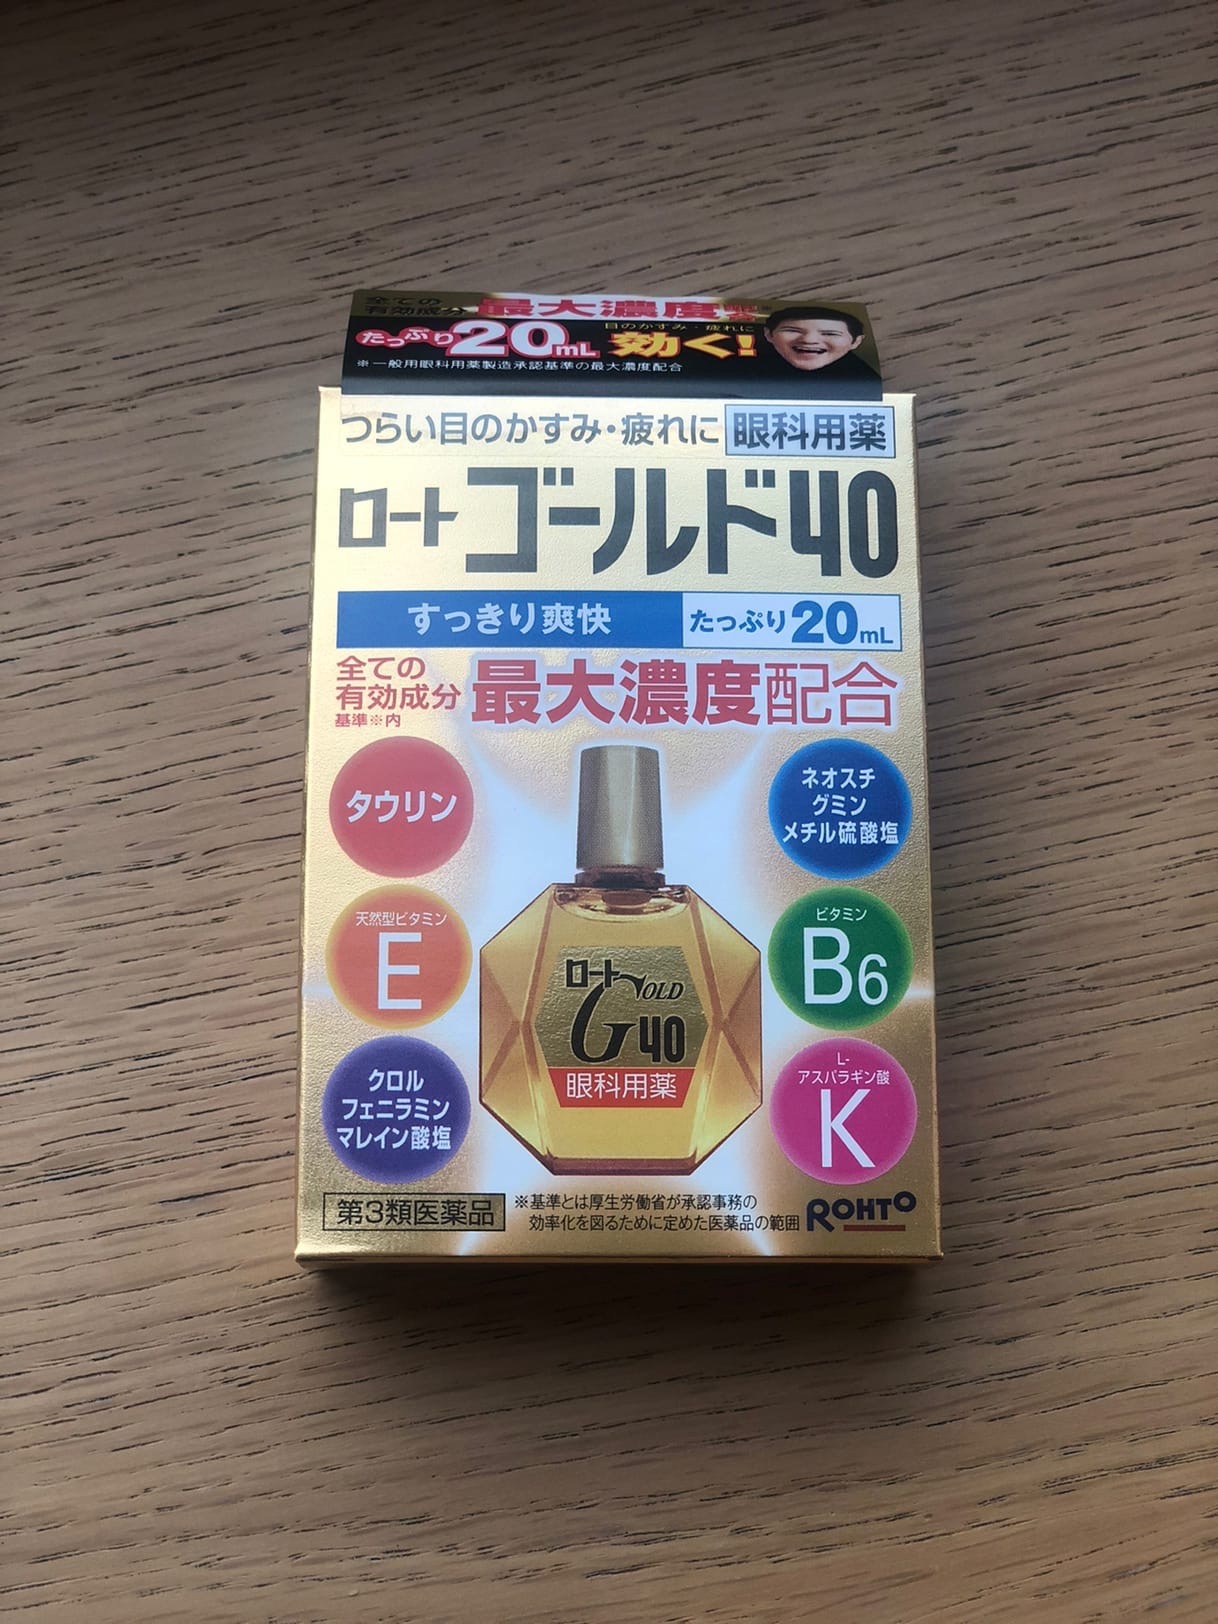 全ての
有効成分 最大濃度配合
たっぷり20mL 目のかすみ・疲れに 効く!
※一般用眼科用薬製造承認基準の最大濃度配合
つらい目のかすみ・疲れに 眼科用薬
ロートゴールド40
すっきり爽快 たっぷり20mL
全ての
有効成分 最大濃度配合
基準※内
タウリン
ネオスチ
グミン
メチル硫酸塩
天然型ビタミン
E
ビタミン
B6
クロル
フェニラミン
マレイン酸塩
L-
アスパラギン酸
K
ロート
GOLD
40
眼科用薬
第3類医薬品
※基準とは厚生労働省が承認事務の
効率化を図るために定めた医薬品の範囲
ROHTO